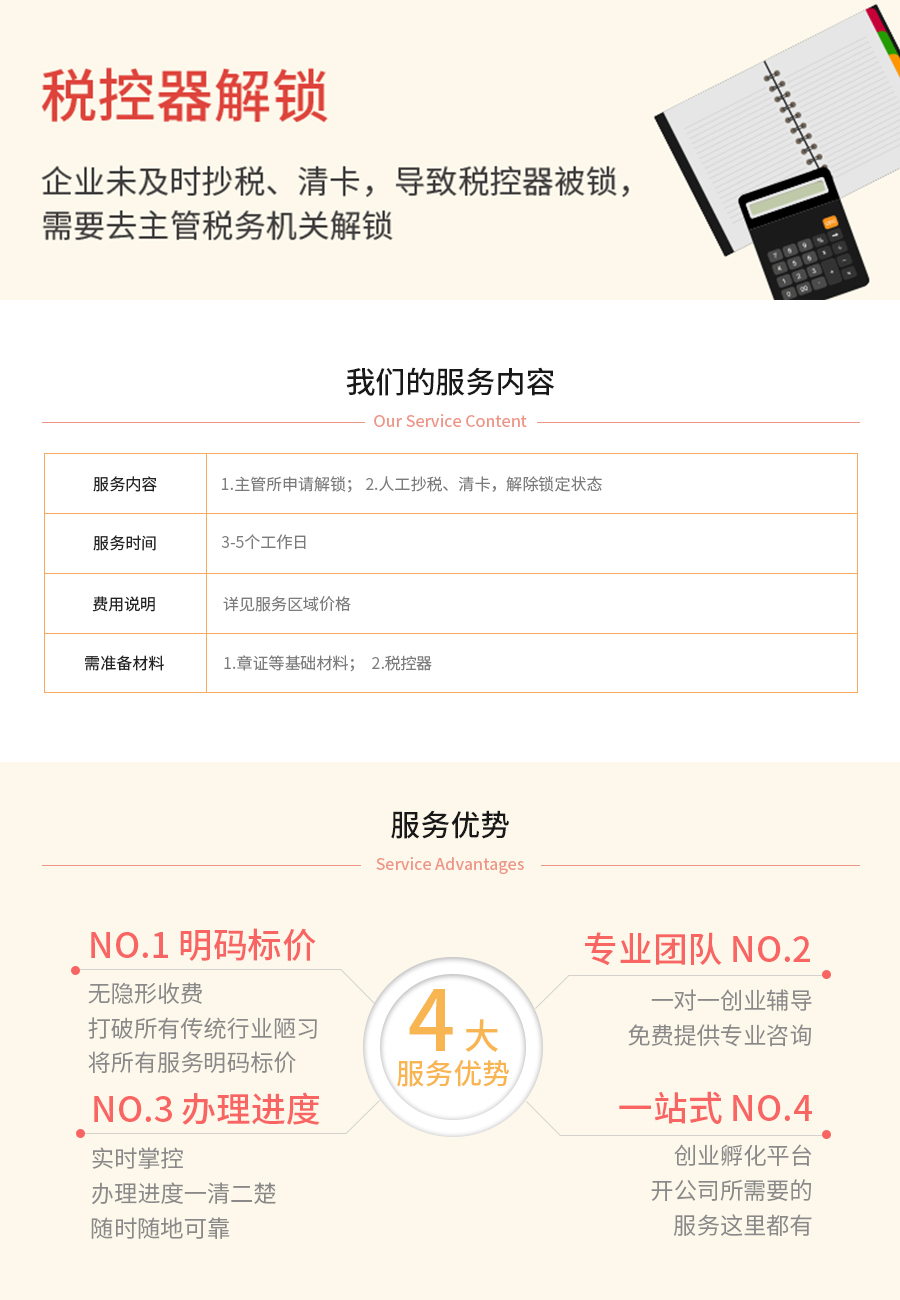 税控器解锁
企业未及时抄税、清卡，导致税控器被锁，
需要去主管税务机关解锁
我们的服务内容
Our Service Content
服务内容
1.主管所申请解锁； 2.人工抄税、清卡，解除锁定状态
服务时间
3-5个工作日
费用说明
详见服务区域价格
需准备材料
1.章证等基础材料； 2.税控器
服务优势
Service Advantages
NO.1 明码标价
无隐形收费
打破所有传统行业陋习
将所有服务明码标价
专业团队 NO.2
一对一创业辅导
免费提供专业咨询
4 大
服务优势
NO.3 办理进度
实时掌控
办理进度一清二楚
随时随地可靠
一站式 NO.4
创业孵化平台
开公司所需要的
服务这里都有